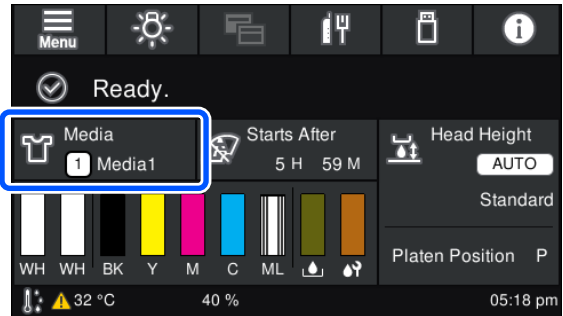 Menu
Ready.
Media
1 Media1
Starts After
5 H 59 M
Head Height
AUTO
Standard
WH WH BK Y M C ML
Platen Position P
32 °C 40 % 05:18 pm